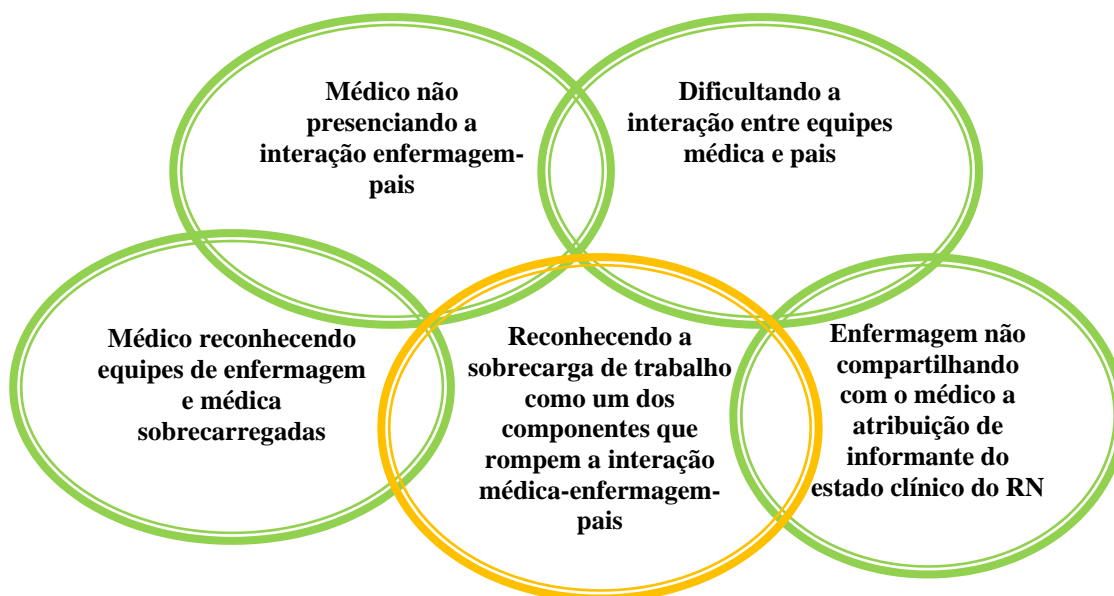 Médico não
presenciando a
interação enfermagem-
pais
Dificultando a
interação entre equipes
médica e pais
Médico reconhecendo
equipes de enfermagem
e médica
sobrecarregadas
Reconhecendo a
sobrecarga de trabalho
como um dos
componentes que
rompem a interação
médica-enfermagem-
pais
Enfermagem não
compartilhando
com o médico a
atribuição de
informante do
estado clínico do RN